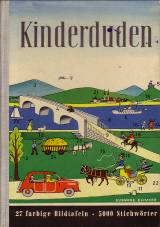 Kinderduden
27 farbige Bildtafeln - 5000 Stichwörter